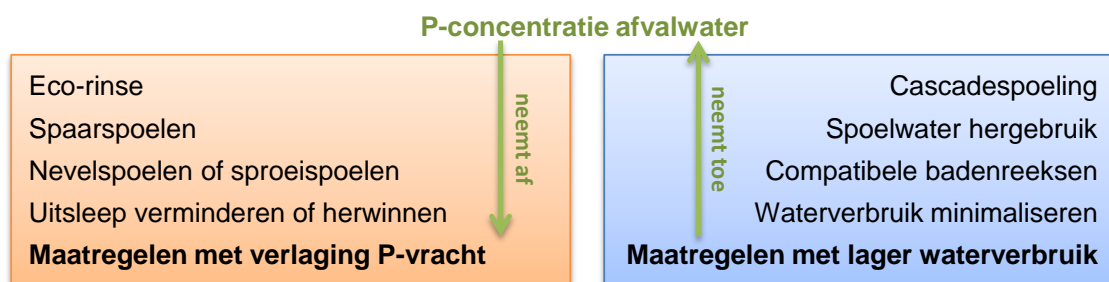 P-concentratie afvalwater
Eco-rinse
Spaarspoelen
Nevelspoelen of sproeispoelen
Uitsleep verminderen of herwinnen
Maatregelen met verlaging P-vracht
neemt af
neemt toe
Cascadespoeling
Spoelwater hergebruik
Compatibele badenreeksen
Waterverbruik minimaliseren
Maatregelen met lager waterverbruik